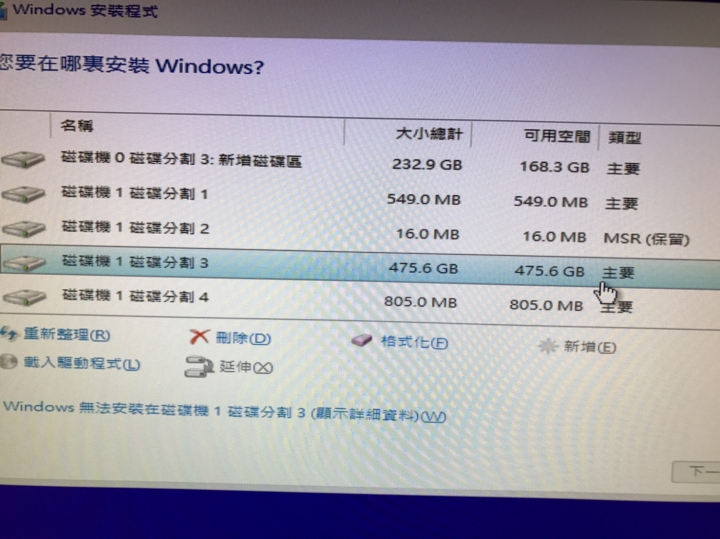 Windows 安裝程式
您要在哪裏安裝 Windows?
名稱 大小總計 可用空間 類型
磁碟機 0 磁碟分割 3: 新增磁碟區 232.9 GB 168.3 GB 主要
磁碟機 1 磁碟分割 1 549.0 MB 549.0 MB 主要
磁碟機 1 磁碟分割 2 16.0 MB 16.0 MB MSR (保留)
磁碟機 1 磁碟分割 3 475.6 GB 475.6 GB 主要
磁碟機 1 磁碟分割 4 805.0 MB 805.0 MB 主要
重新整理(R) 刪除(D) 格式化(F) 新增(E)
載入驅動程式(L) 延伸(X)
Windows 無法安裝在磁碟機 1 磁碟分割 3 (顯示詳細資料)(W)
下一